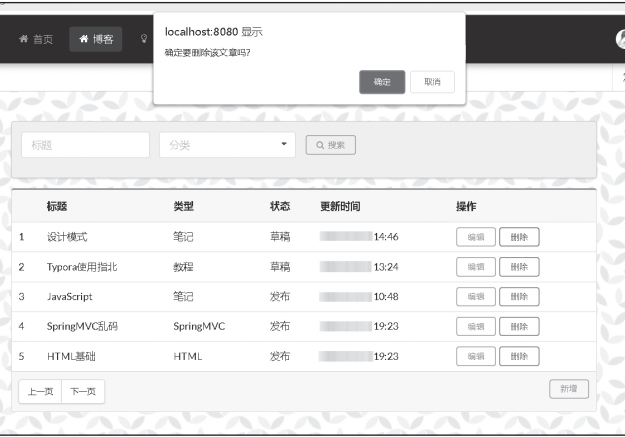 localhost:8080 显示
确定要删除该文章吗?
确定 取消
首页 博客
标题 分类 搜索
标题 类型 状态 更新时间 操作
1 设计模式 笔记 草稿 14:46 编辑 删除
2 Typora使用指北 教程 草稿 13:24 编辑 删除
3 JavaScript 笔记 发布 10:48 编辑 删除
4 SpringMVC乱码 SpringMVC 发布 19:23 编辑 删除
5 HTML基础 HTML 发布 19:23 编辑 删除
上一页 下一页 新增